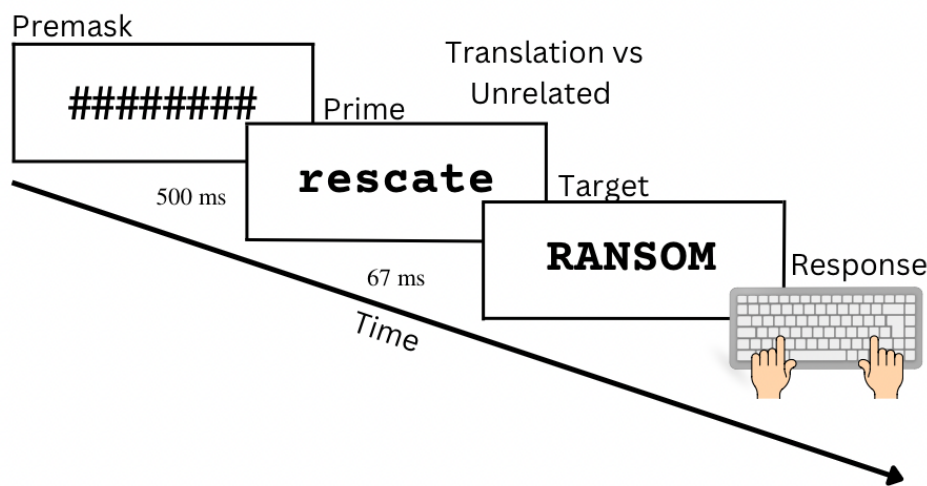 Premask
########
500 ms
Prime
Translation vs
Unrelated
rescate
67 ms
Target
RANSOM
Response
Time